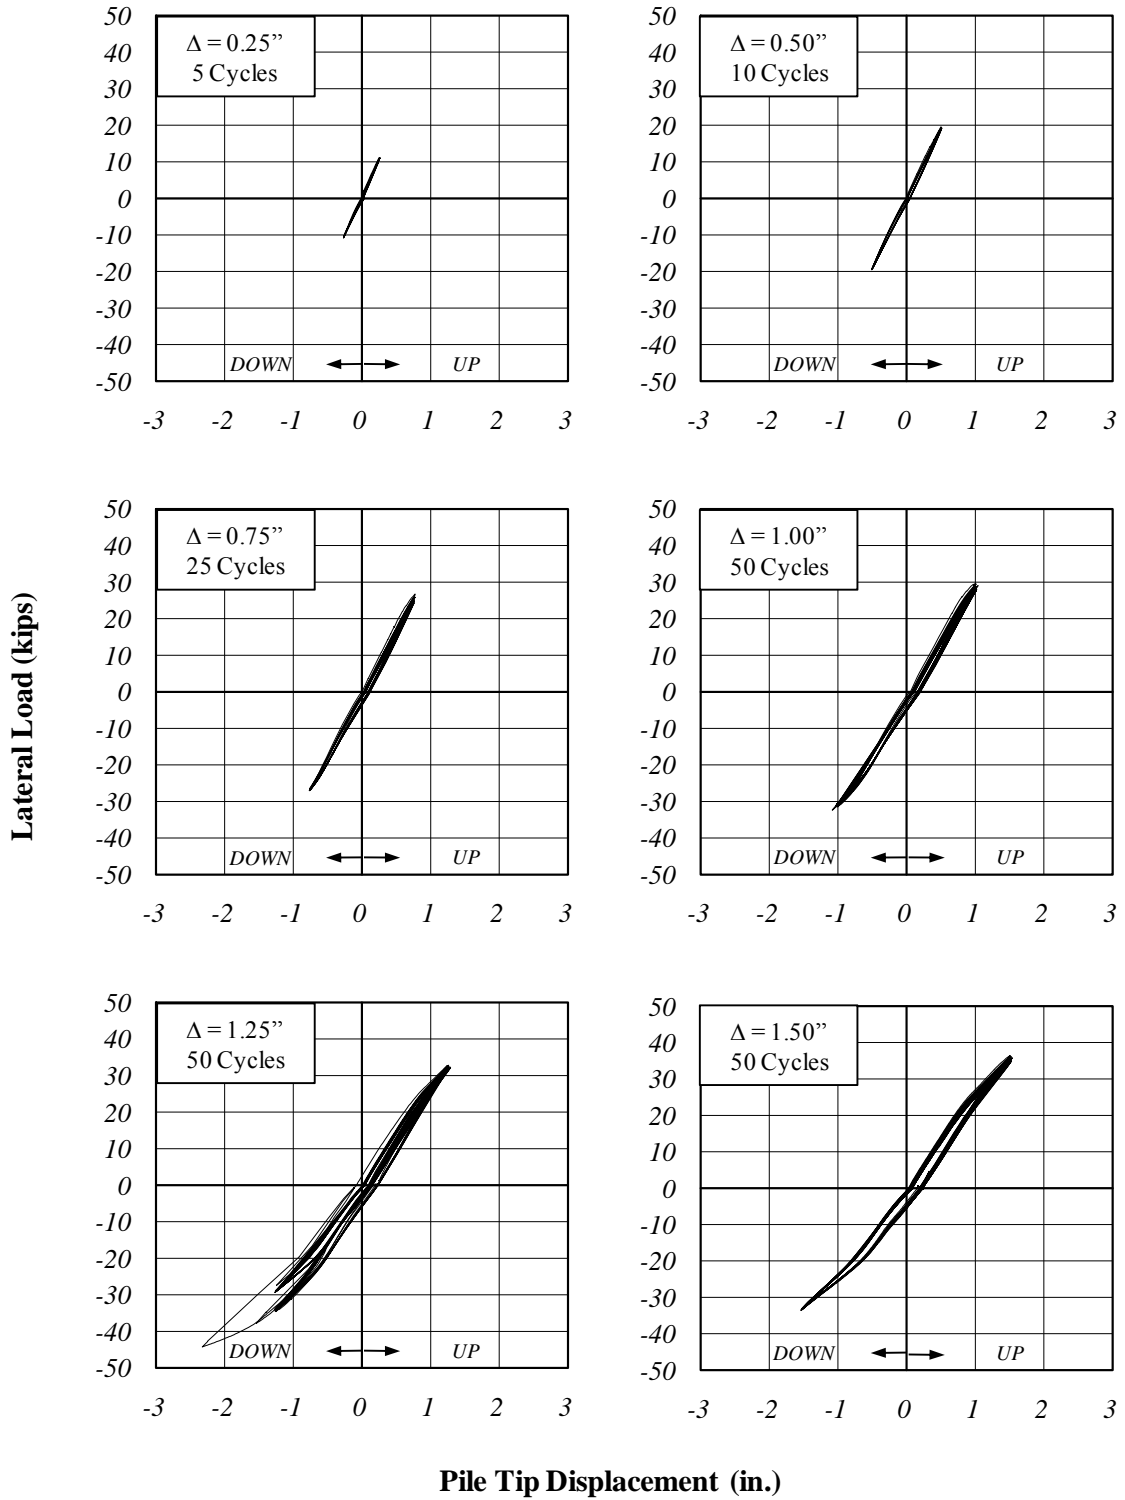 50
40
30
20
10
0
-10
-20
-30
-40
-50
Δ = 0.25”
5 Cycles
DOWN UP
-3 -2 -1 0 1 2 3
50
40
30
20
10
0
-10
-20
-30
-40
-50
Δ = 0.50”
10 Cycles
DOWN UP
-3 -2 -1 0 1 2 3
50
40
30
20
10
0
-10
-20
-30
-40
-50
Δ = 0.75”
25 Cycles
DOWN UP
-3 -2 -1 0 1 2 3
50
40
30
20
10
0
-10
-20
-30
-40
-50
Δ = 1.00”
50 Cycles
DOWN UP
-3 -2 -1 0 1 2 3
50
40
30
20
10
0
-10
-20
-30
-40
-50
Δ = 1.25”
50 Cycles
DOWN UP
-3 -2 -1 0 1 2 3
50
40
30
20
10
0
-10
-20
-30
-40
-50
Δ = 1.50”
50 Cycles
DOWN UP
-3 -2 -1 0 1 2 3
Lateral Load (kips)
Pile Tip Displacement (in.)